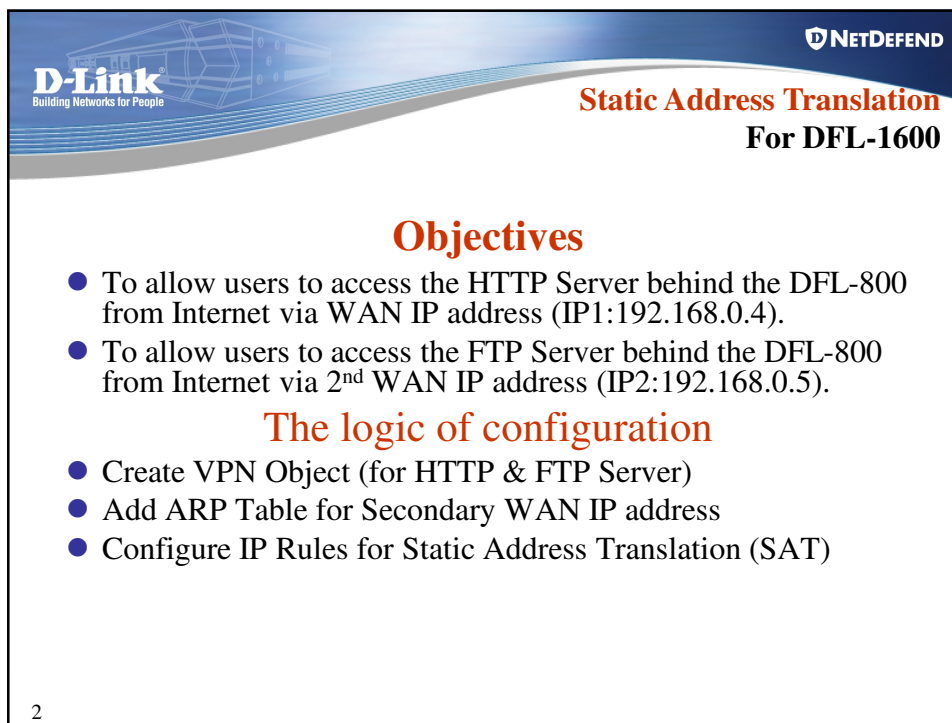 NETDEFEND
D-Link
Building Networks for People
Static Address Translation
For DFL-1600
Objectives
● To allow users to access the HTTP Server behind the DFL-800
from Internet via WAN IP address (IP1:192.168.0.4).
● To allow users to access the FTP Server behind the DFL-800
from Internet via 2nd WAN IP address (IP2:192.168.0.5).
The logic of configuration
● Create VPN Object (for HTTP & FTP Server)
● Add ARP Table for Secondary WAN IP address
● Configure IP Rules for Static Address Translation (SAT)
2